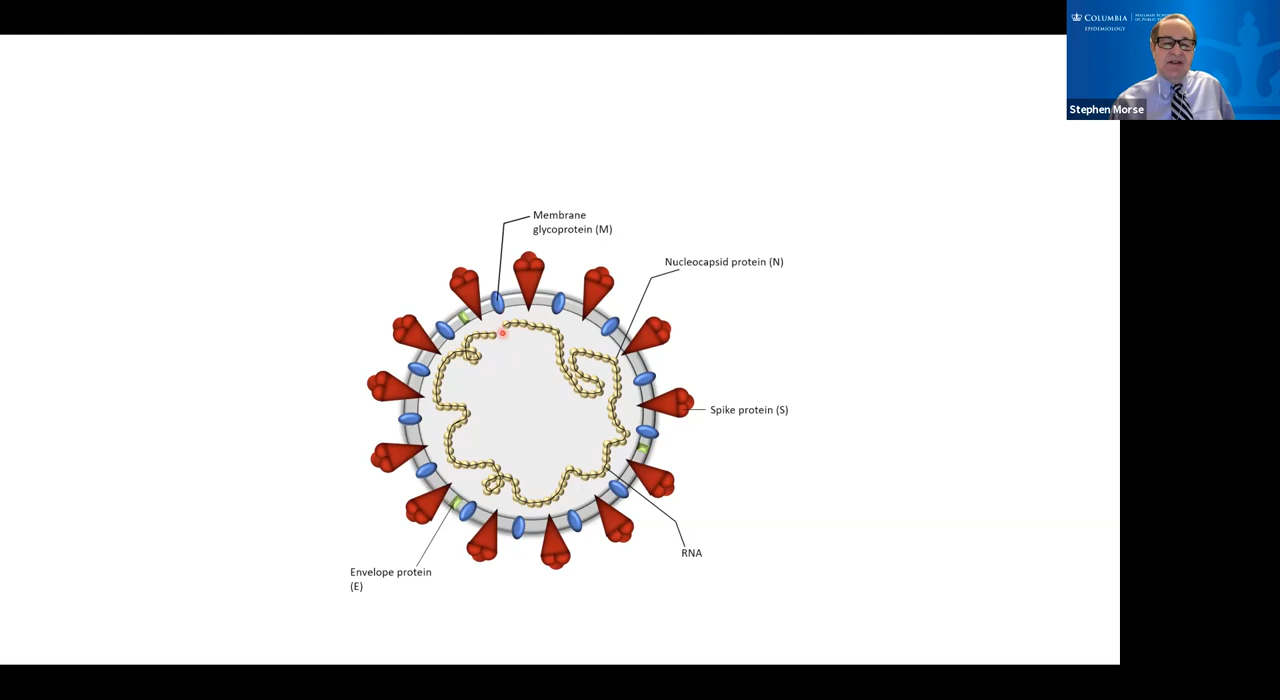 COLUMBIA
EPIDEMIOLOGY
Stephen Morse
Membrane
glycoprotein (M)
Nucleocapsid protein (N)
Spike protein (S)
RNA
Envelope protein
(E)